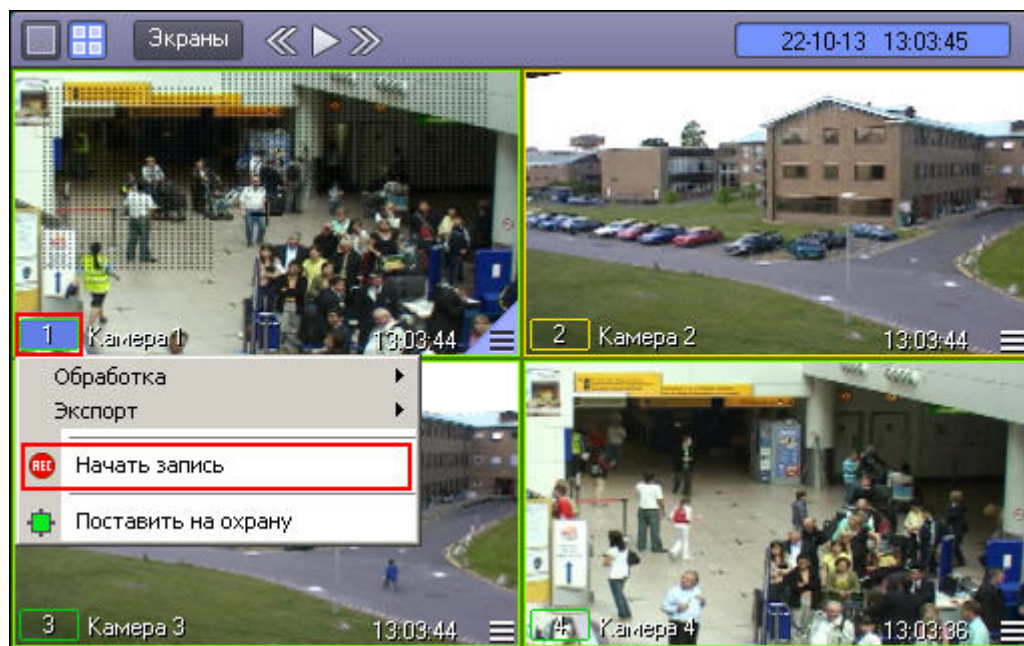 Экраны
22-10-13 13:03:45
1 Камера 1 13:03:44
2 Камера 2 13:03:44
Обработка
Экспорт
REC Начать запись
Поставить на охрану
3 Камера 3 13:03:44
4 Камера 4 13:03:36